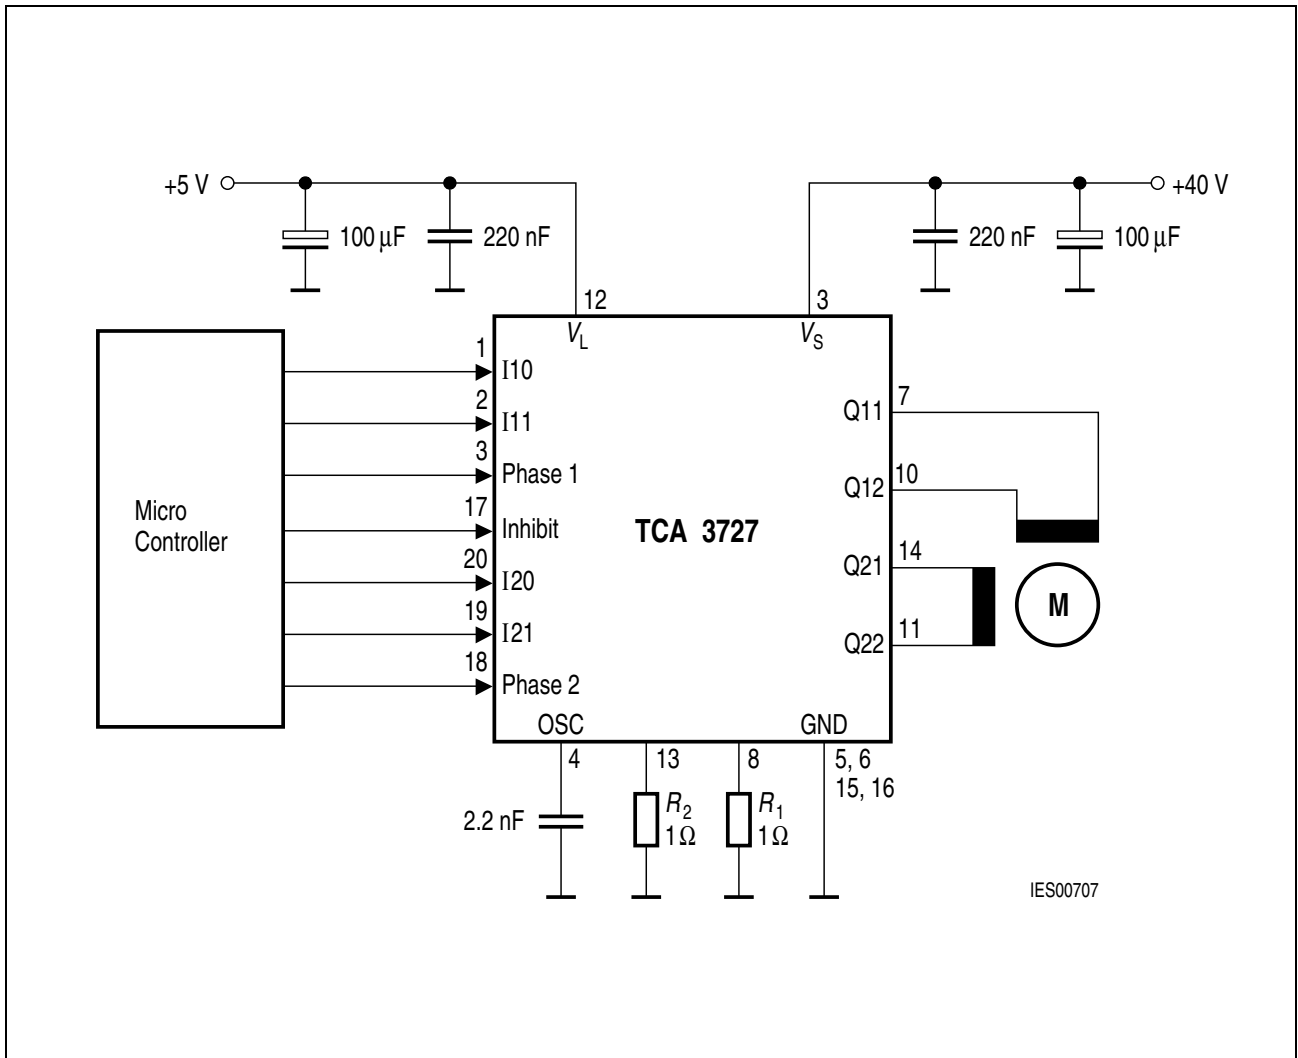 +5 V
100 µF
220 nF
220 nF
100 µF
+40 V
12
3
V_L
V_S
1
I10
2
I11
3
Phase 1
17
Inhibit
20
I20
19
I21
18
Phase 2
Micro
Controller
TCA 3727
Q11
7
Q12
10
Q21
14
Q22
11
M
OSC
GND
4
13
8
5, 6
15, 16
2.2 nF
R_2
1Ω
R_1
1Ω
IES00707